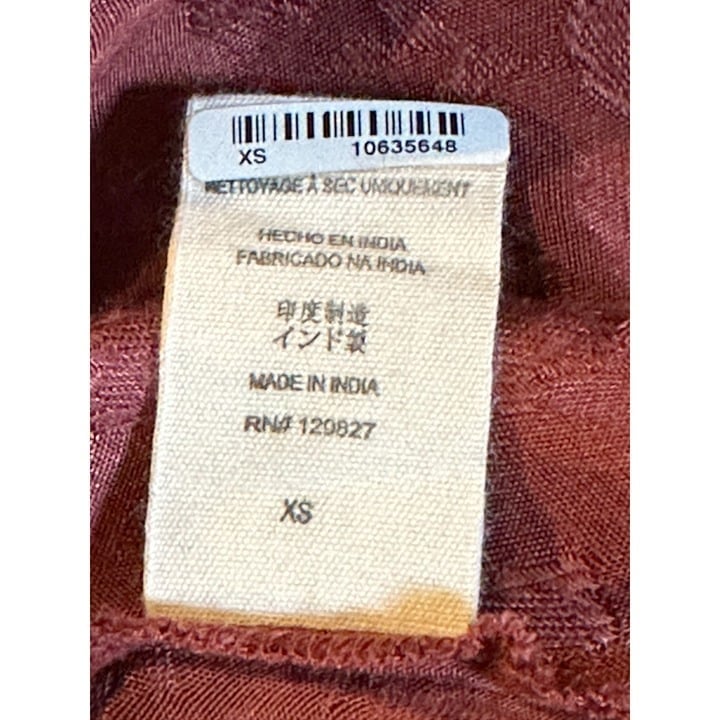 XS 10635648
NETTOYAGE À SEC UNIQUEMENT
HECHO EN INDIA
FABRICADO NA INDIA
印度制造
インド製
MADE IN INDIA
RN# 129827
XS